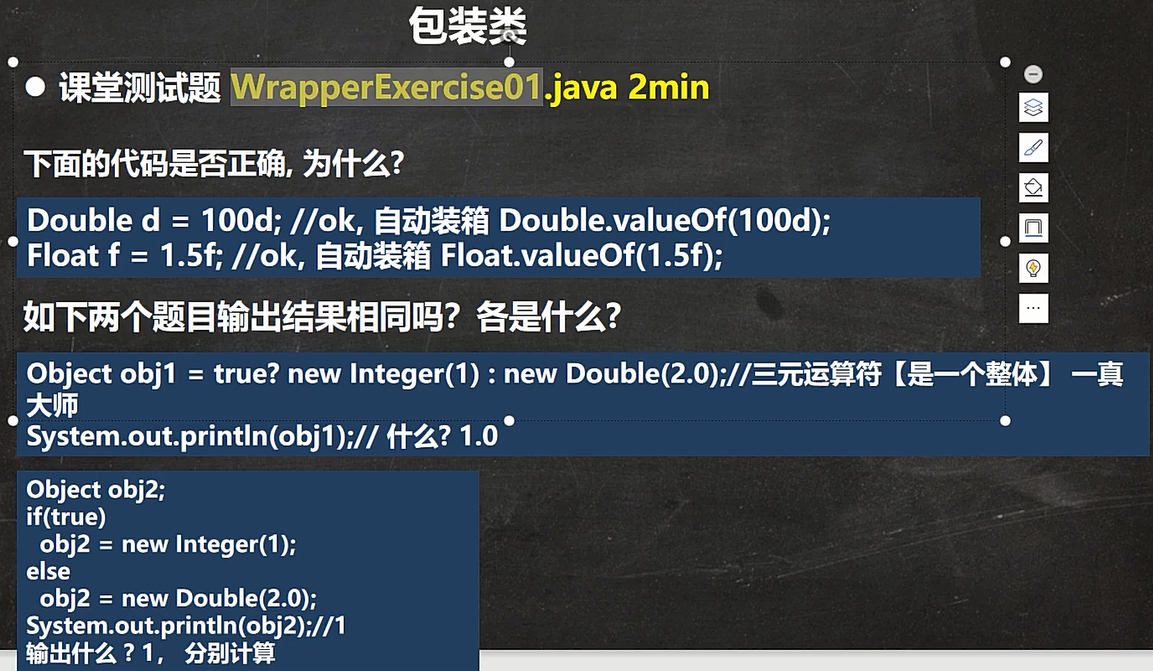 包装类
课堂测试题 WrapperExercise01.java 2min
下面的代码是否正确, 为什么?
Double d = 100d; //ok, 自动装箱 Double.valueOf(100d);
Float f = 1.5f; //ok, 自动装箱 Float.valueOf(1.5f);
如下两个题目输出结果相同吗？各是什么?
Object obj1 = true? new Integer(1) : new Double(2.0);//三元运算符【是一个整体】 一真
大师
System.out.println(obj1);// 什么? 1.0
Object obj2;
if(true)
obj2 = new Integer(1);
else
obj2 = new Double(2.0);
System.out.println(obj2);//1
输出什么 ? 1， 分别计算